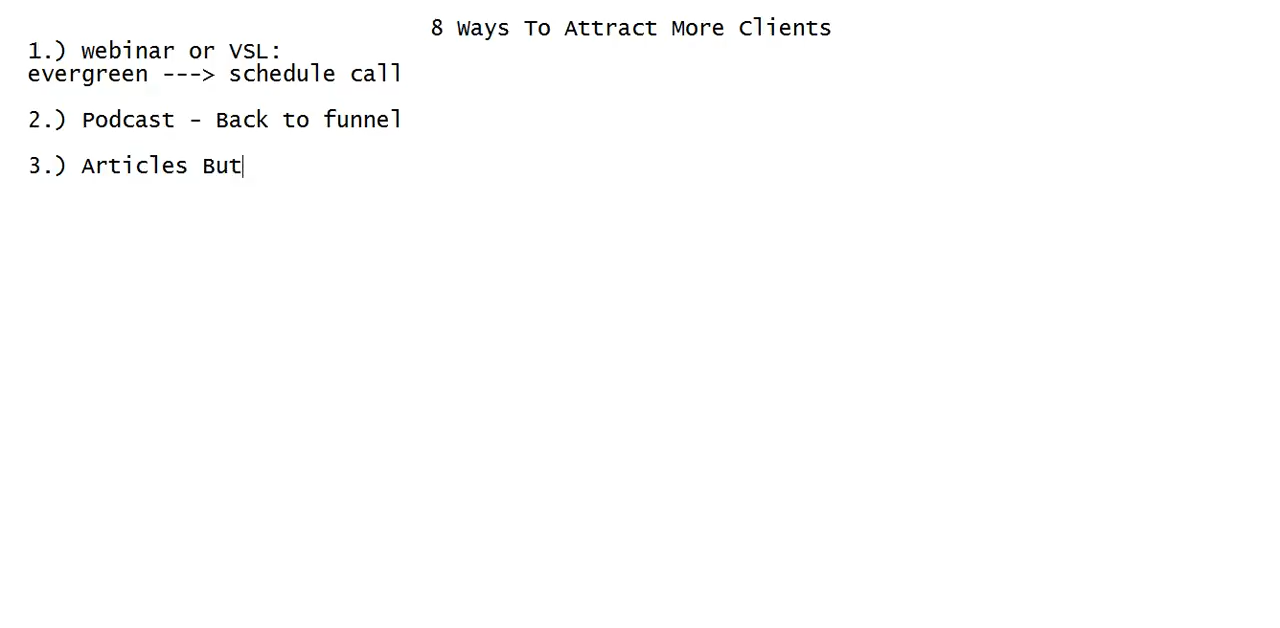 8 Ways To Attract More Clients
1.) webinar or VSL:
evergreen ---> schedule call
2.) Podcast - Back to funnel
3.) Articles But